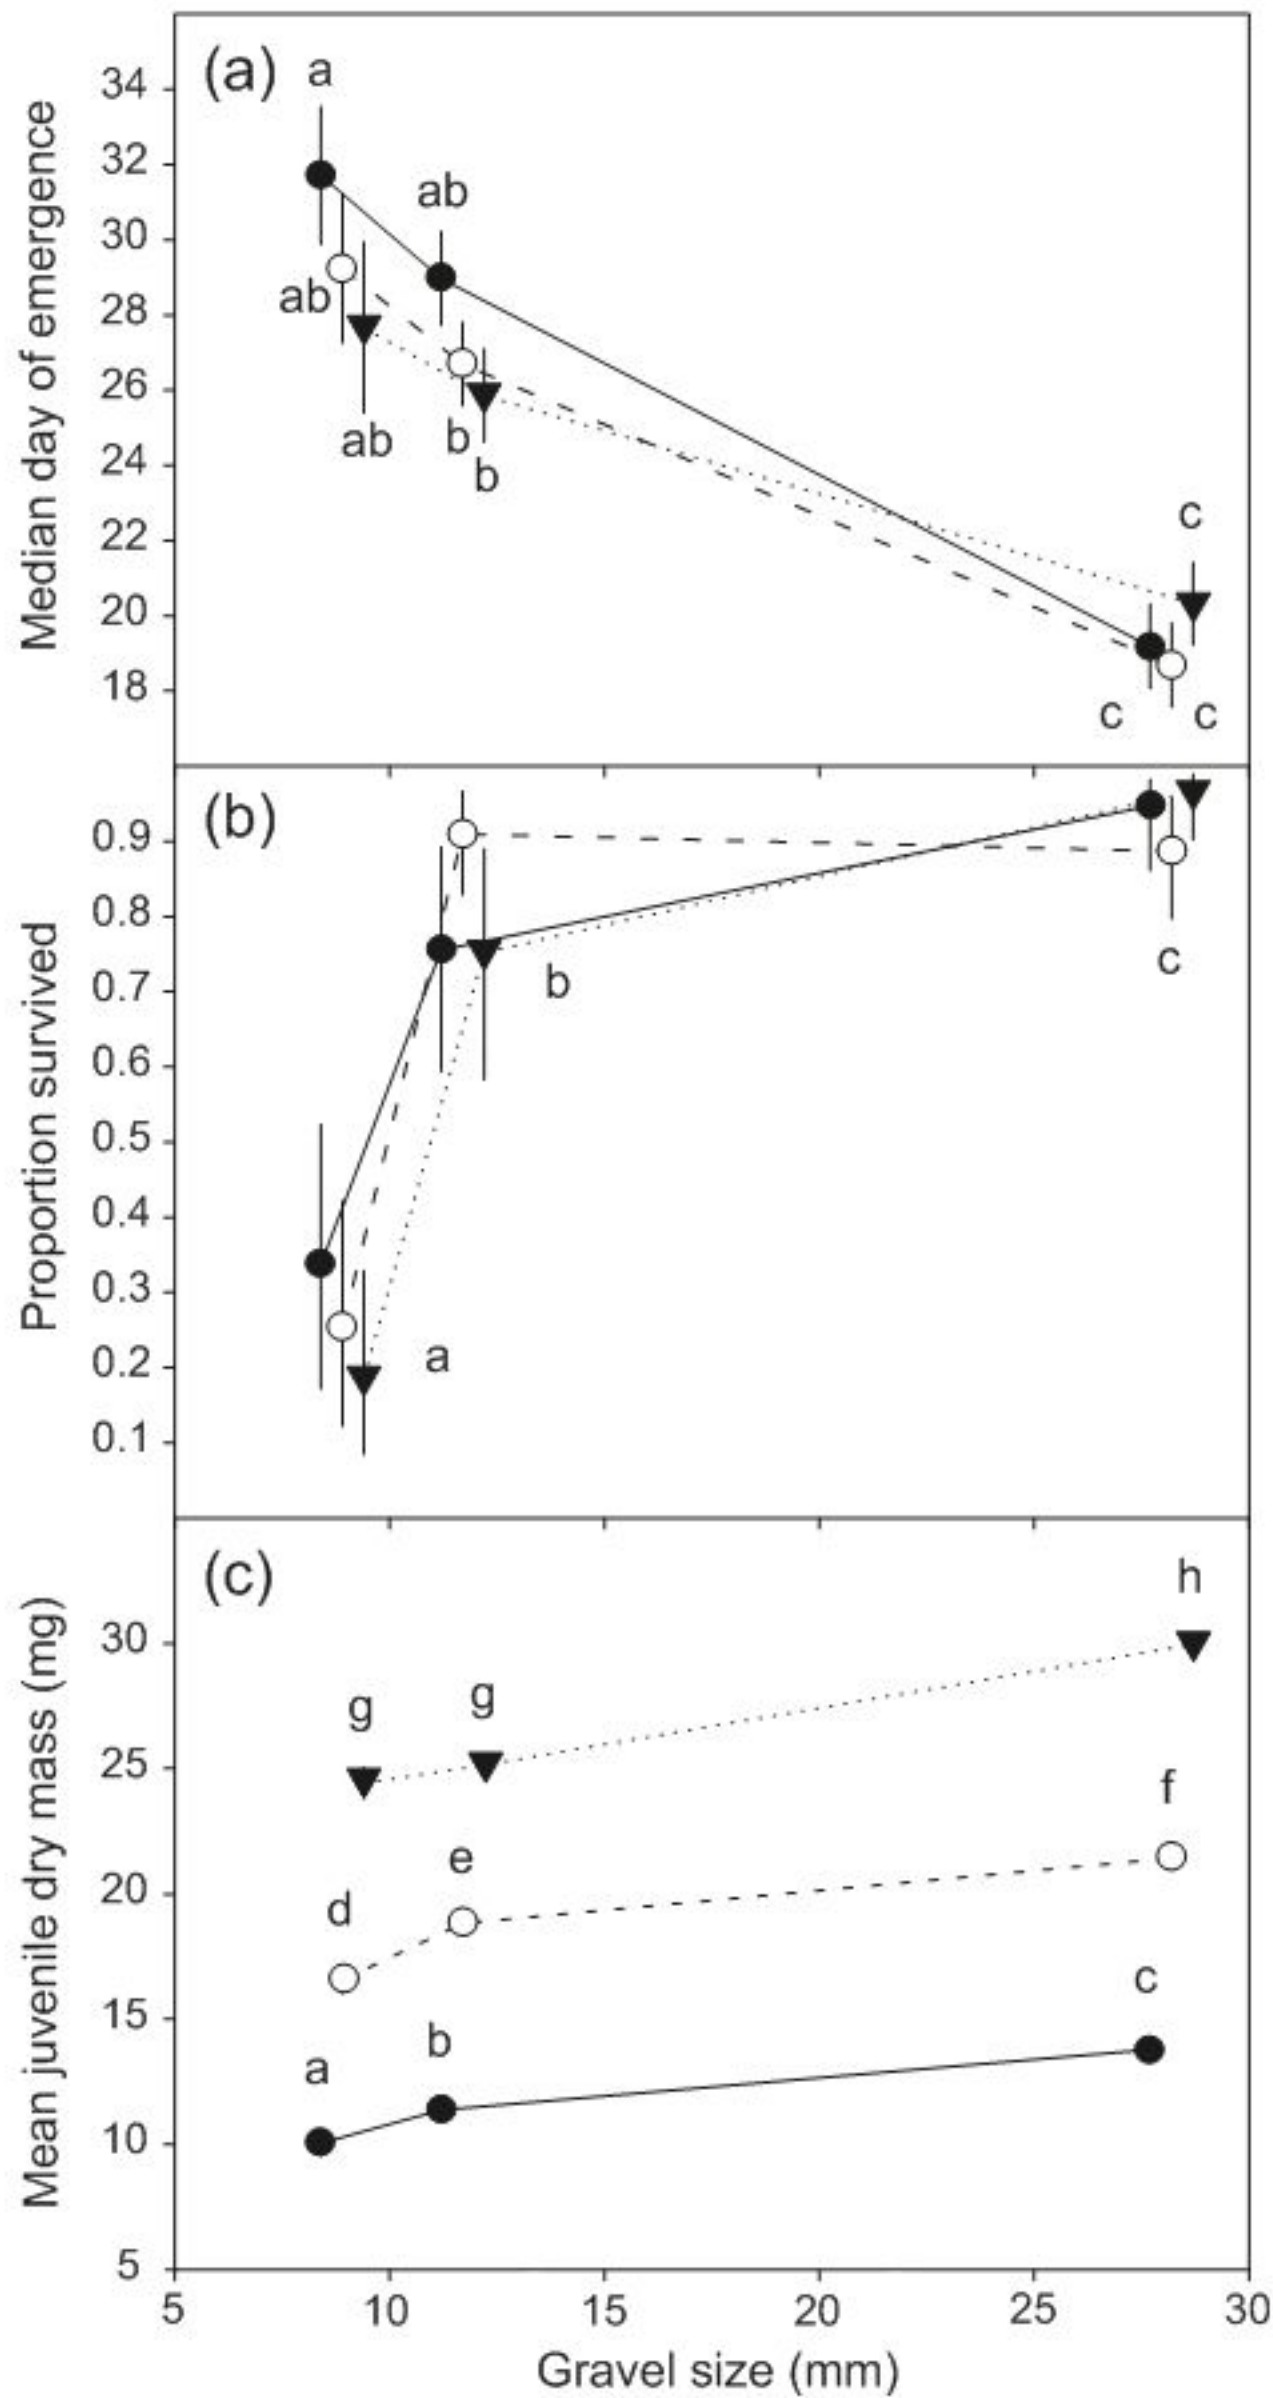 (a)
a
ab
ab
ab
b
b
c
c
c
34
32
30
28
26
24
22
20
18
Median day of emergence
(b)
b
c
a
0.9
0.8
0.7
0.6
0.5
0.4
0.3
0.2
0.1
Proportion survived
(c)
h
g
g
f
e
d
c
b
a
30
25
20
15
10
5
Mean juvenile dry mass (mg)
5 10 15 20 25 30
Gravel size (mm)